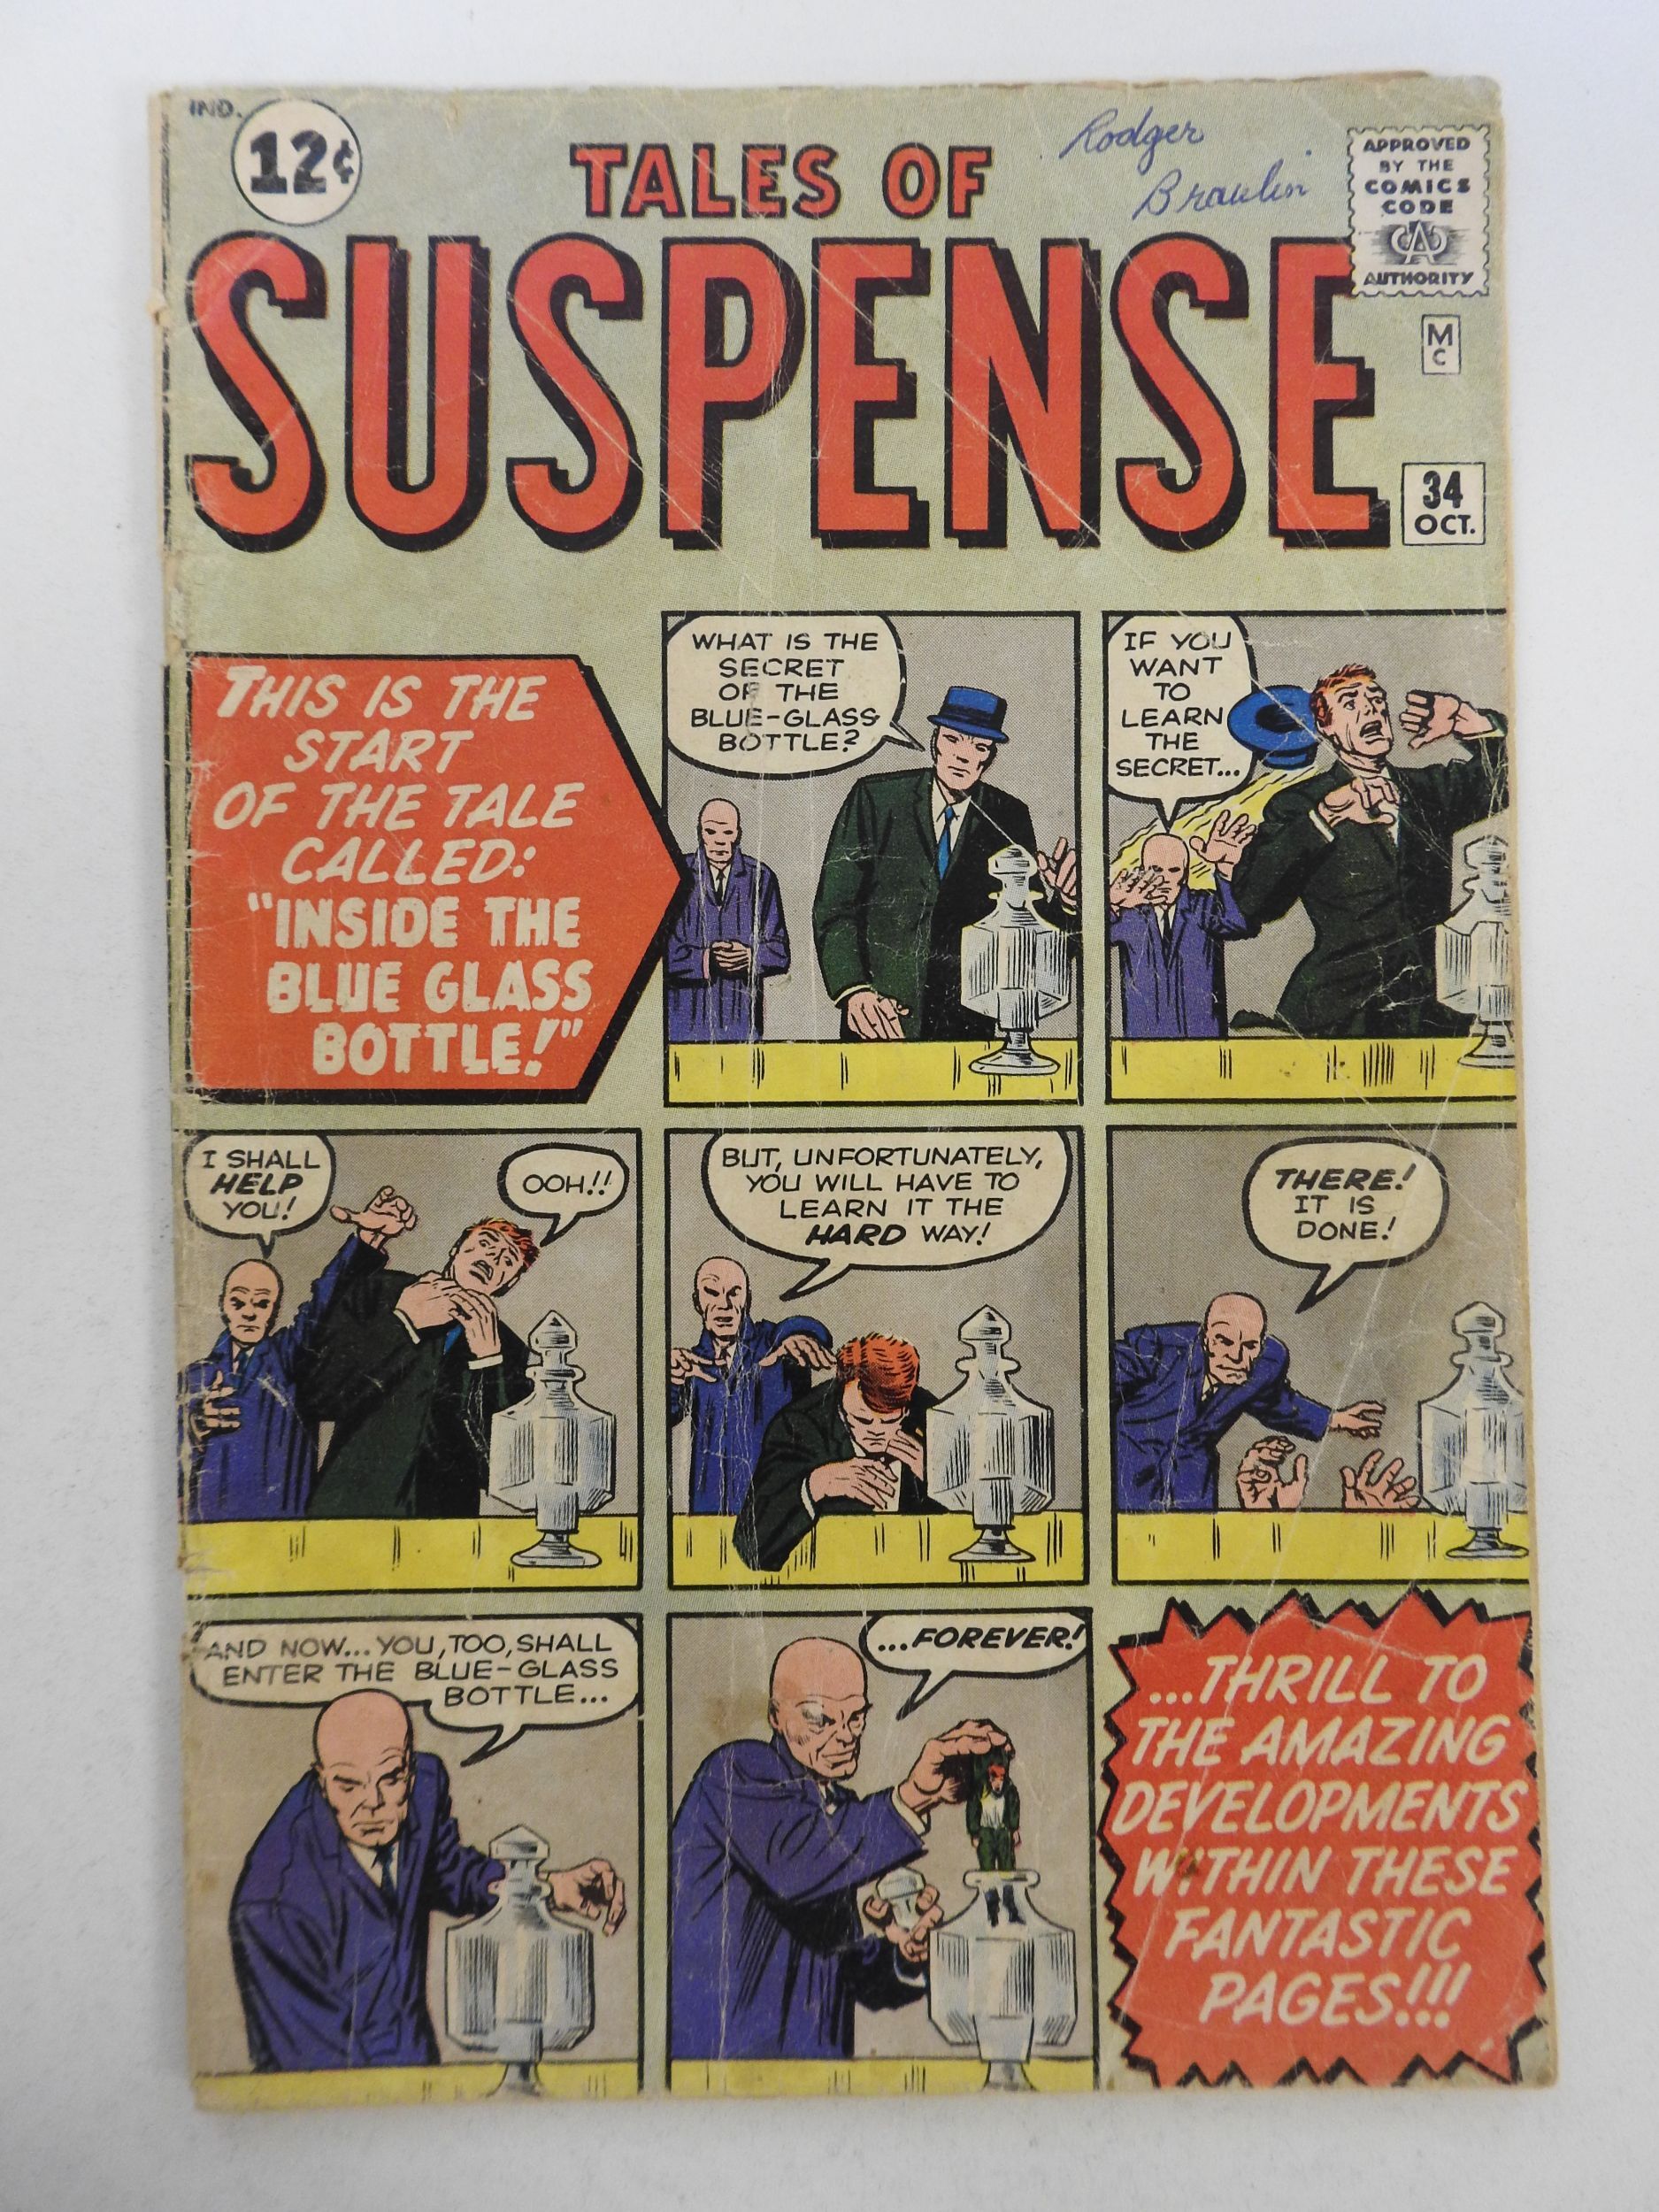 IND.
12¢
TALES OF
SUSPENSE
Rodger
APPROVED
BY THE
COMICS
CODE
CA
AUTHORITY
M
C
34
OCT.
THIS IS THE
START
OF THE TALE
CALLED:
"INSIDE THE
BLUE GLASS
BOTTLE!"
WHAT IS THE
SECRET
OF THE
BLUE-GLASS
BOTTLE?
IF YOU
WANT
TO
LEARN
THE
SECRET...
I SHALL
HELP
YOU!
OOH!!
BUT, UNFORTUNATELY,
YOU WILL HAVE TO
LEARN IT THE
HARD WAY!
THERE!
IT IS
DONE!
AND NOW...YOU,TOO,SHALL
ENTER THE BLUE-GLASS
BOTTLE...
...FOREVER!
...THRILL TO
THE AMAZING
DEVELOPMENTS
WITHIN THESE
FANTASTIC
PAGES!!!